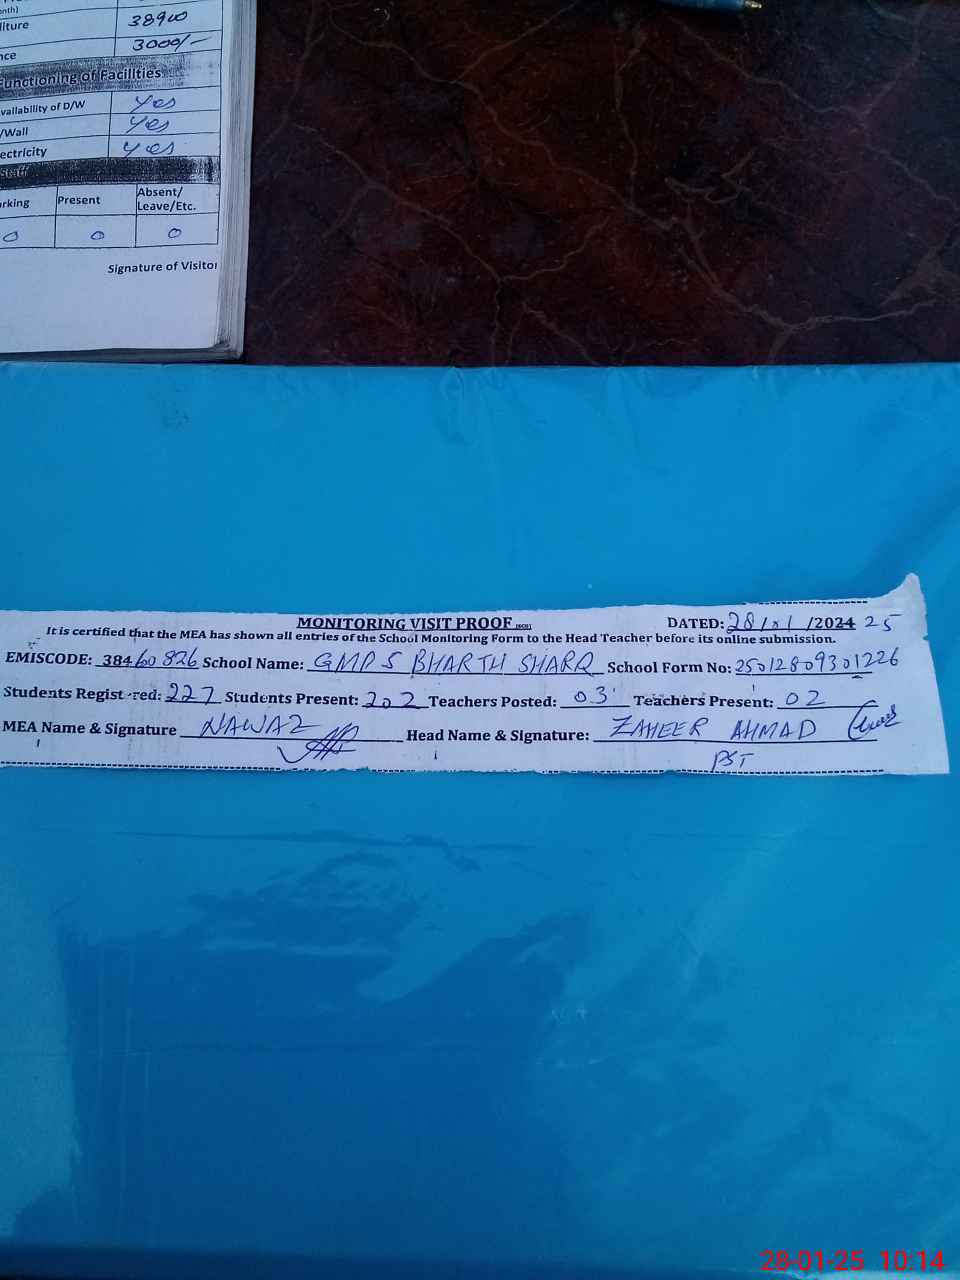 onth)
liture 38900
nce 3000/-
Functioning of Facilities
vailability of D/W Yes
/Wall Yes
ectricity Yes
Staff
rking Present Absent/
Leave/Etc.
0 0 0
Signature of Visitor
MONITORING VISIT PROOF DATED: 28/01/2024 25
It is certified that the MEA has shown all entries of the School Monitoring Form to the Head Teacher before its online submission.
EMISCODE: 38460826 School Name: GMPS BHARTH SHARQ School Form No: 25012809301226
Students Registered: 227 Students Present: 202 Teachers Posted: 03 Teachers Present: 02
MEA Name & Signature NAWAZ Head Name & Signature: ZAHEER AHMAD
PST
28-01-25 10:14